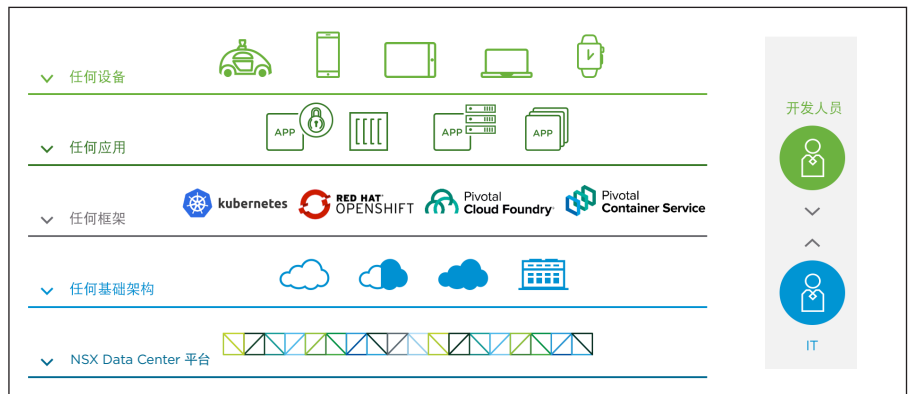 任何设备
任何应用
APP
APP
APP
任何框架
kubernetes
RED HAT
OPENSHIFT
Pivotal
Cloud Foundry
Pivotal
Container Service
任何基础架构
NSX Data Center 平台
开发人员
IT